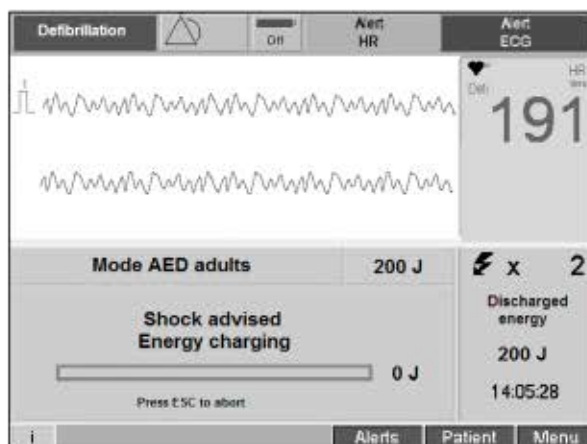 Defibrillation
Off
Alert
HR
Alert
ECG
HR
191
Mode AED adults
200 J
x 2
Shock advised
Energy charging
0 J
Press ESC to abort
Discharged
energy
200 J
14:05:28
i
Alerts
Patient
Menu